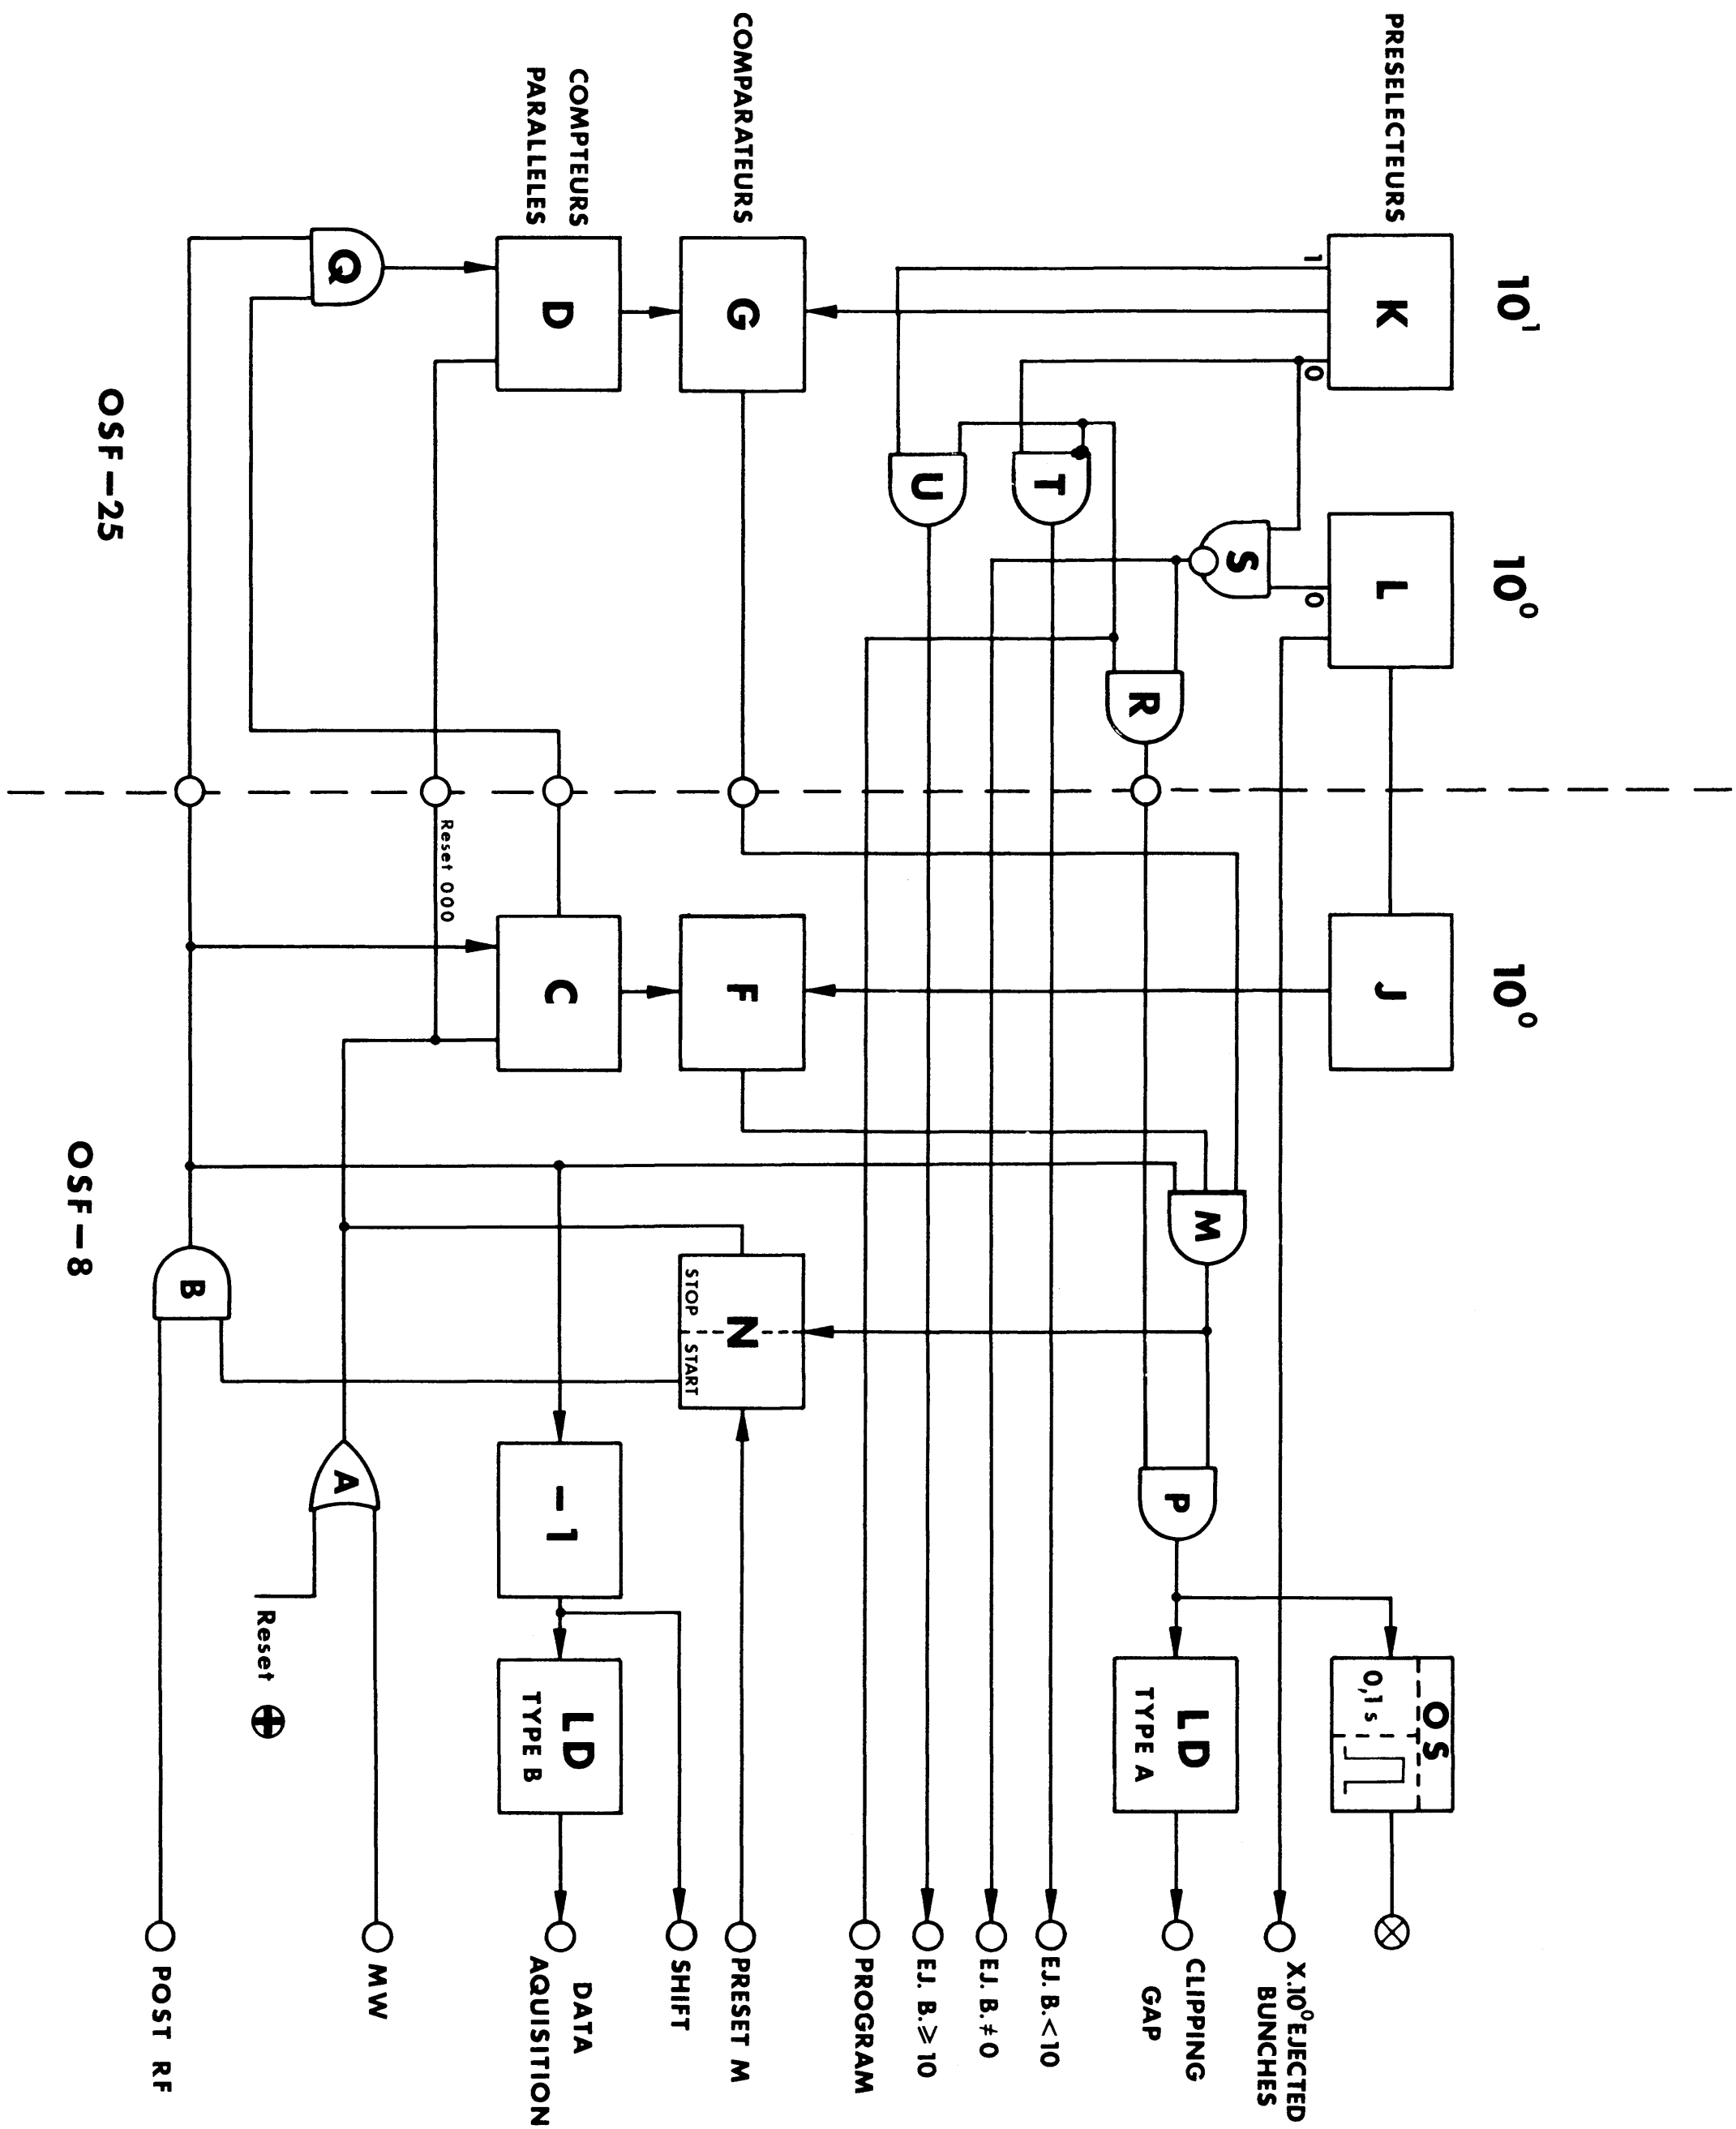 10¹
10⁰
10⁰
PRESELECTEURS
K
L
J
OS
0,1 s
1
0
0
X.10⁰ EJECTED
BUNCHES
S
M
R
P
LD
TYPE A
CLIPPING
GAP
T
EJ. B.<10
EJ. B.≠0
U
EJ. B.⩾10
PROGRAM
COMPARATEURS
G
F
N
STOP
START
PRESET M
SHIFT
COMPTEURS
PARALLELES
D
C
−1
LD
TYPE B
DATA
AQUISITION
Reset 000
MW
Q
A
Reset
B
POST RF
OSF−25
OSF−8